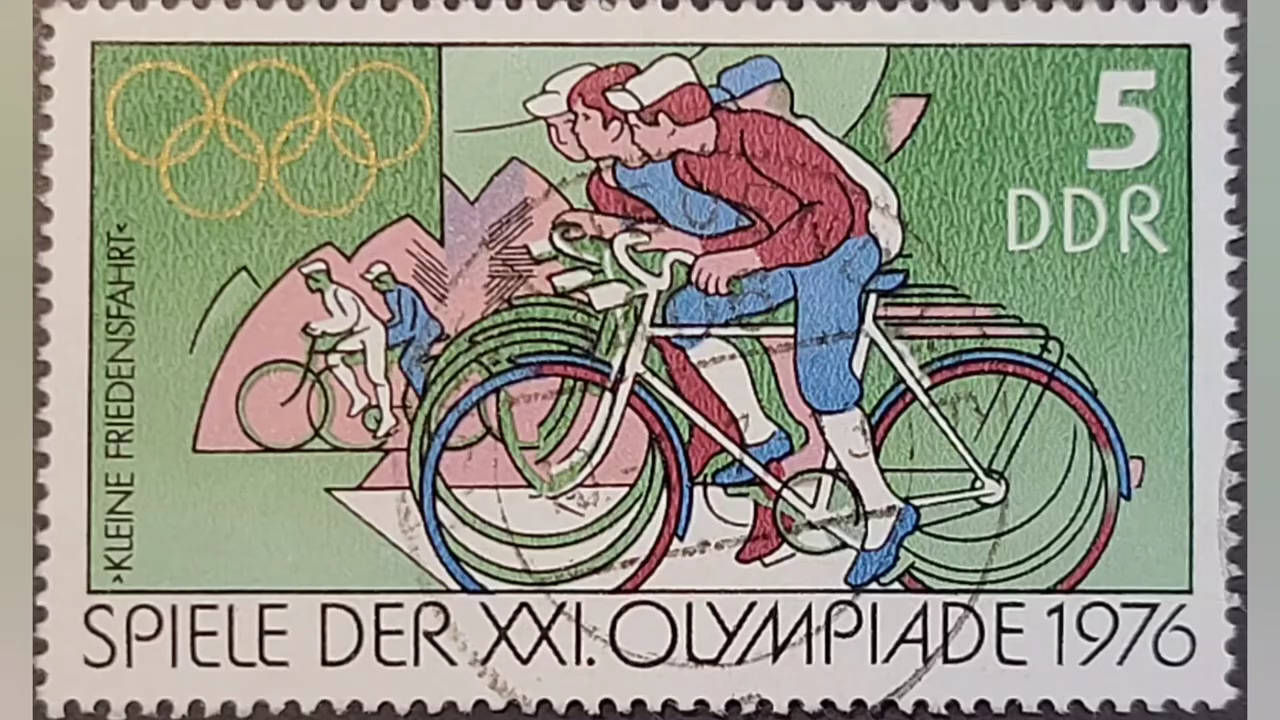 5
DDR
›KLEINE FRIEDENSFAHRT‹
SPIELE DER XXI. OLYMPIADE 1976